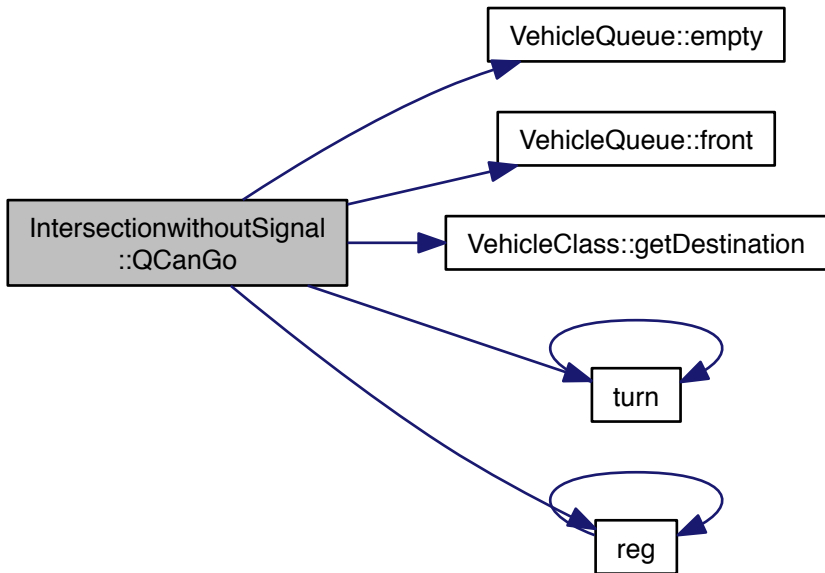 VehicleQueue::empty
VehicleQueue::front
IntersectionwithoutSignal
::QCanGo
VehicleClass::getDestination
turn
reg